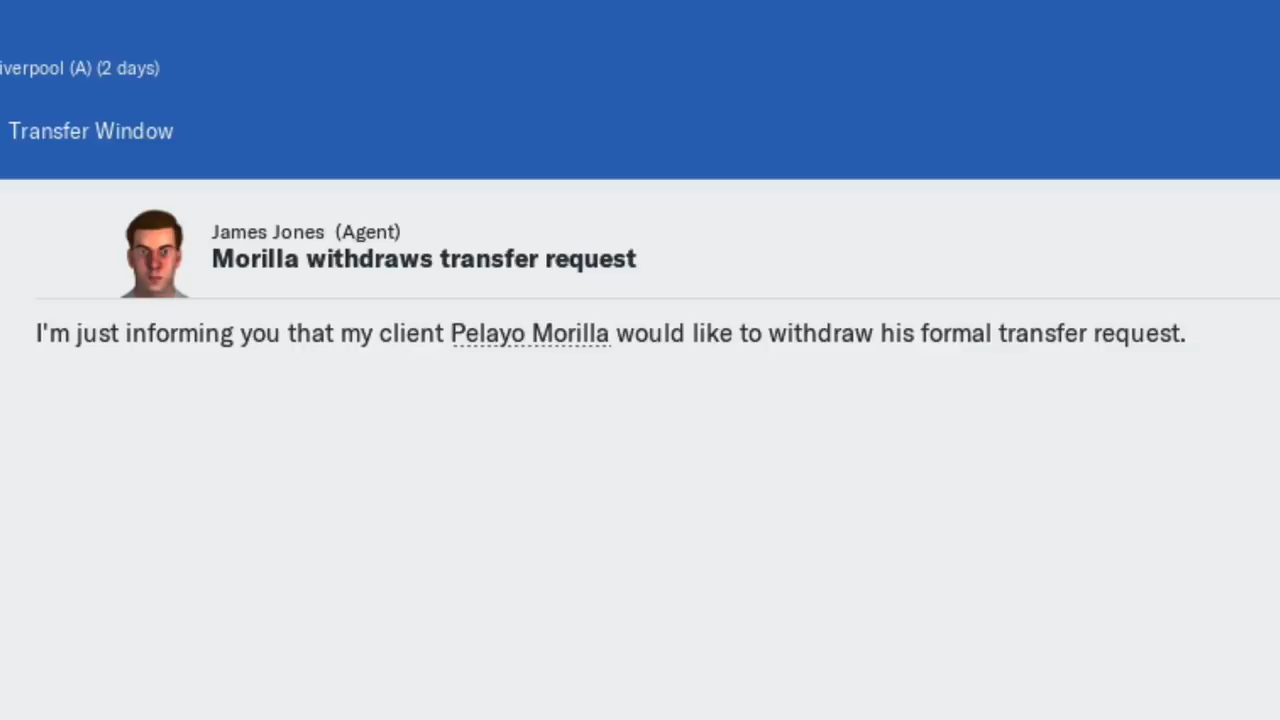 iverpool (A) (2 days)
Transfer Window
James Jones (Agent)
Morilla withdraws transfer request
I'm just informing you that my client Pelayo Morilla would like to withdraw his formal transfer request.